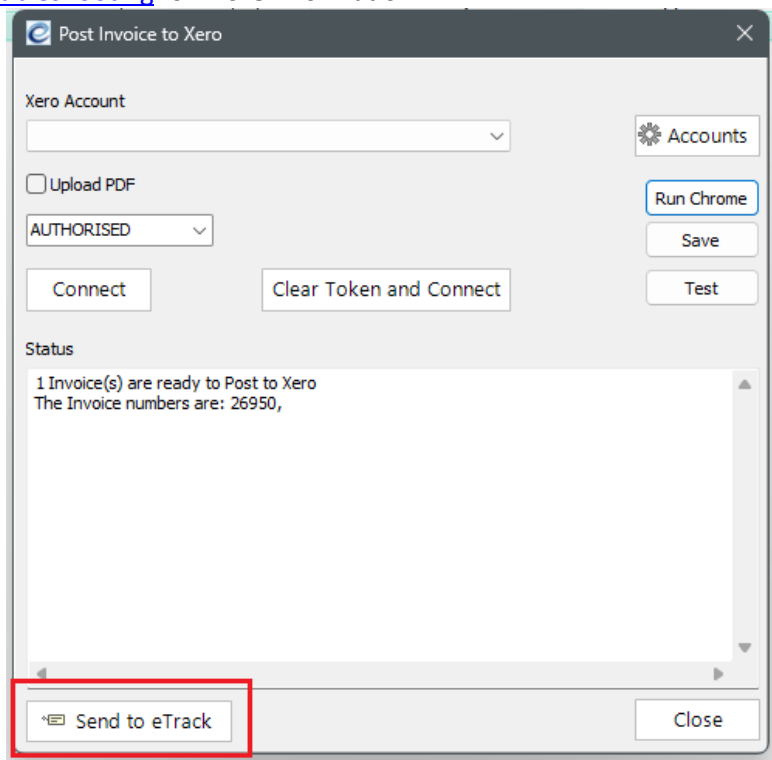 Post Invoice to Xero
Xero Account
Accounts
Upload PDF
Run Chrome
AUTHORISED
Save
Connect
Clear Token and Connect
Test
Status
1 Invoice(s) are ready to Post to Xero
The Invoice numbers are: 26950,
Send to eTrack
Close